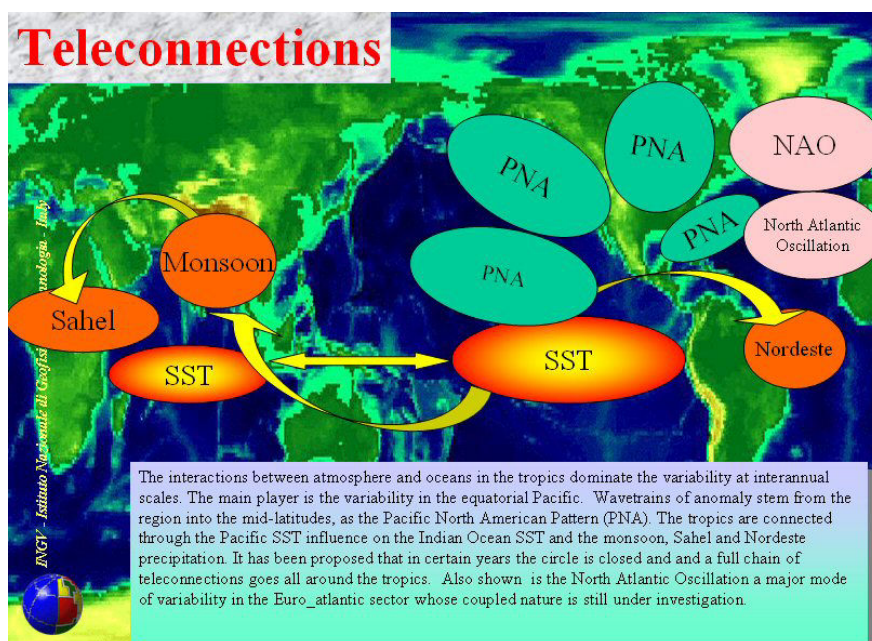 Teleconnections
PNA
PNA
NAO
PNA
North Atlantic
Oscillation
Monsoon
PNA
Sahel
SST
SST
Nordeste
INGV - Istituto Nazionale di Geofisi
nnologia - Italy
The interactions between atmosphere and oceans in the tropics dominate the variability at interannual
scales. The main player is the variability in the equatorial Pacific. Wavetrains of anomaly stem from the
region into the mid-latitudes, as the Pacific North American Pattern (PNA). The tropics are connected
through the Pacific SST influence on the Indian Ocean SST and the monsoon, Sahel and Nordeste
precipitation. It has been proposed that in certain years the circle is closed and and a full chain of
teleconnections goes all around the tropics. Also shown is the North Atlantic Oscillation a major mode
of variability in the Euro_atlantic sector whose coupled nature is still under investigation.